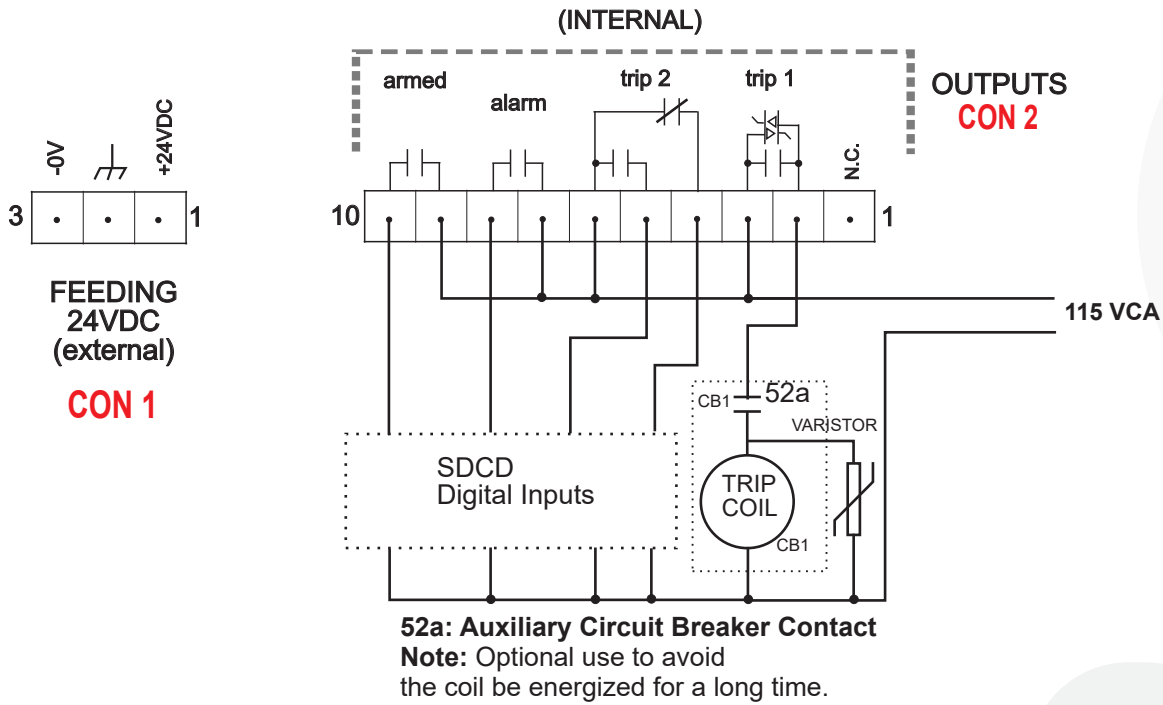 (INTERNAL)
armed
alarm
trip 2
trip 1
OUTPUTS
CON 2
-0V
+24VDC
N.C.
3
1
10
1
FEEDING
24VDC
(external)
CON 1
115 VCA
CB1
52a
VARISTOR
SDCD
Digital Inputs
TRIP
COIL
CB1
52a: Auxiliary Circuit Breaker Contact
Note: Optional use to avoid
the coil be energized for a long time.